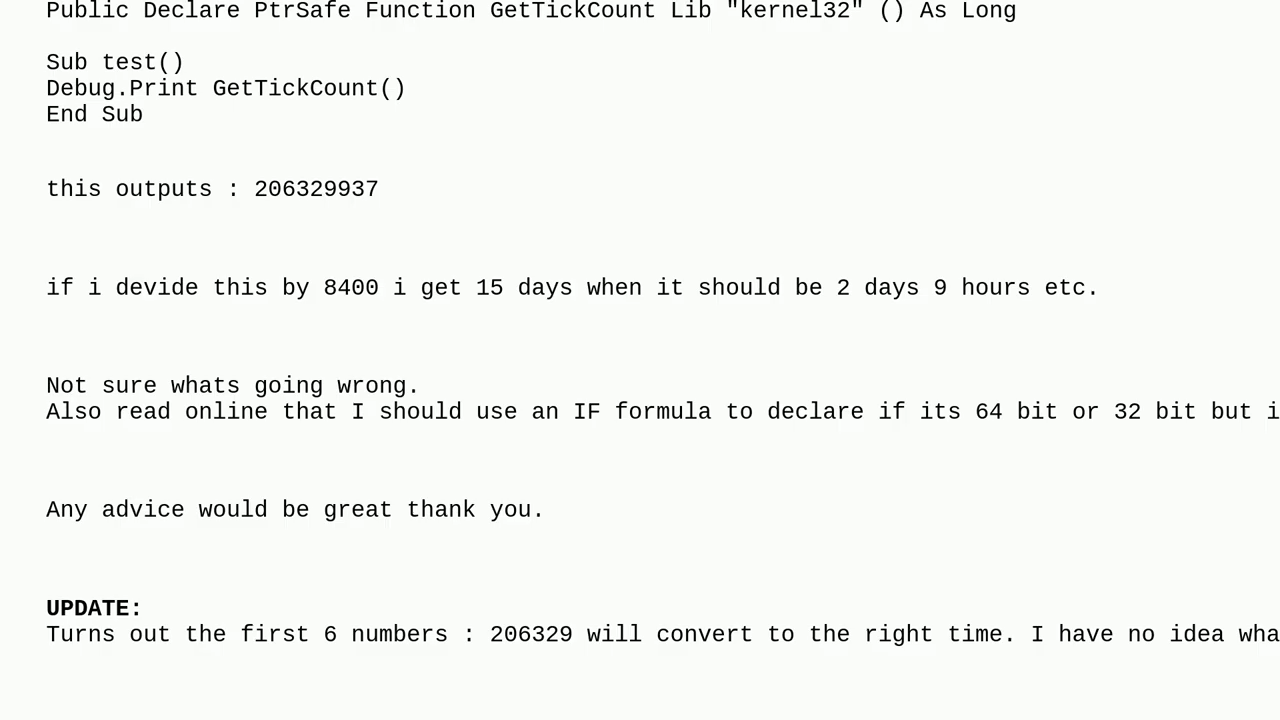 Public Declare PtrSafe Function GetTickCount Lib "kernel32" () As Long
Sub test()
Debug.Print GetTickCount()
End Sub
this outputs : 206329937
if i devide this by 8400 i get 15 days when it should be 2 days 9 hours etc.
Not sure whats going wrong.
Also read online that I should use an IF formula to declare if its 64 bit or 32 bit but i
Any advice would be great thank you.
UPDATE:
Turns out the first 6 numbers : 206329 will convert to the right time. I have no idea wha